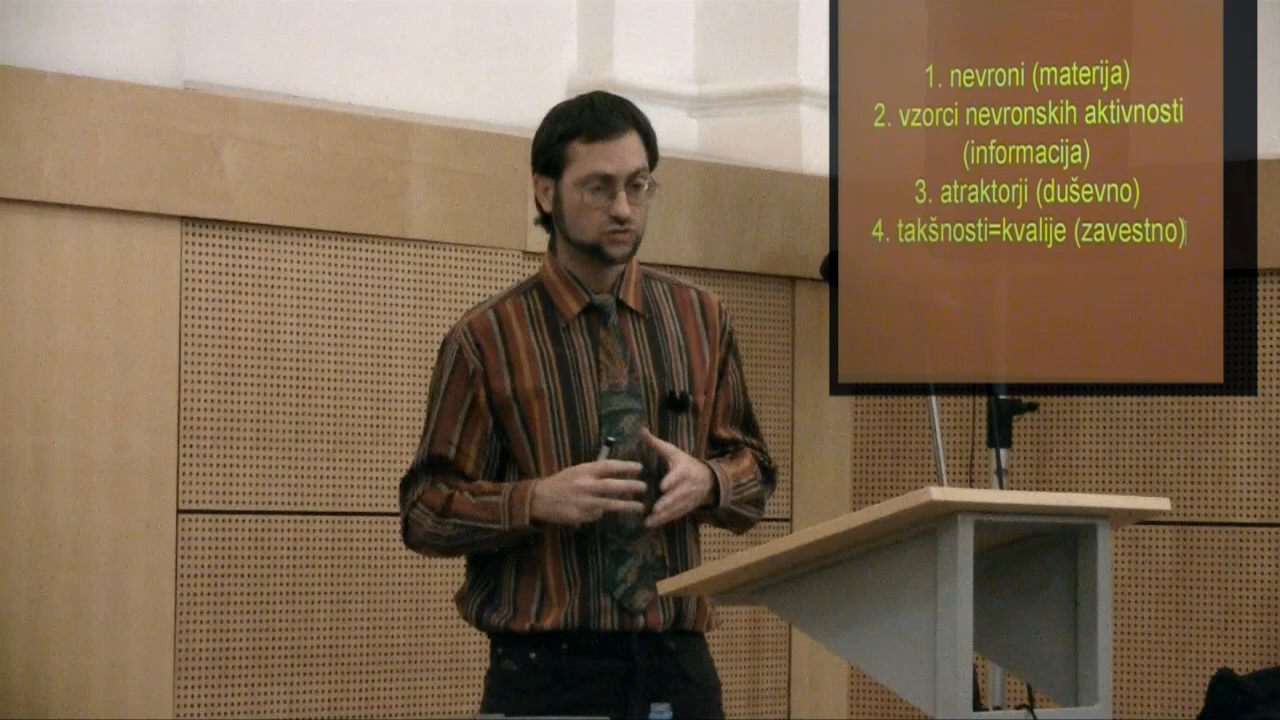 1. nevroni (materija)
2. vzorci nevronskih aktivnosti
(informacija)
3. atraktorji (duševno)
4. takšnosti=kvalije (zavestno)